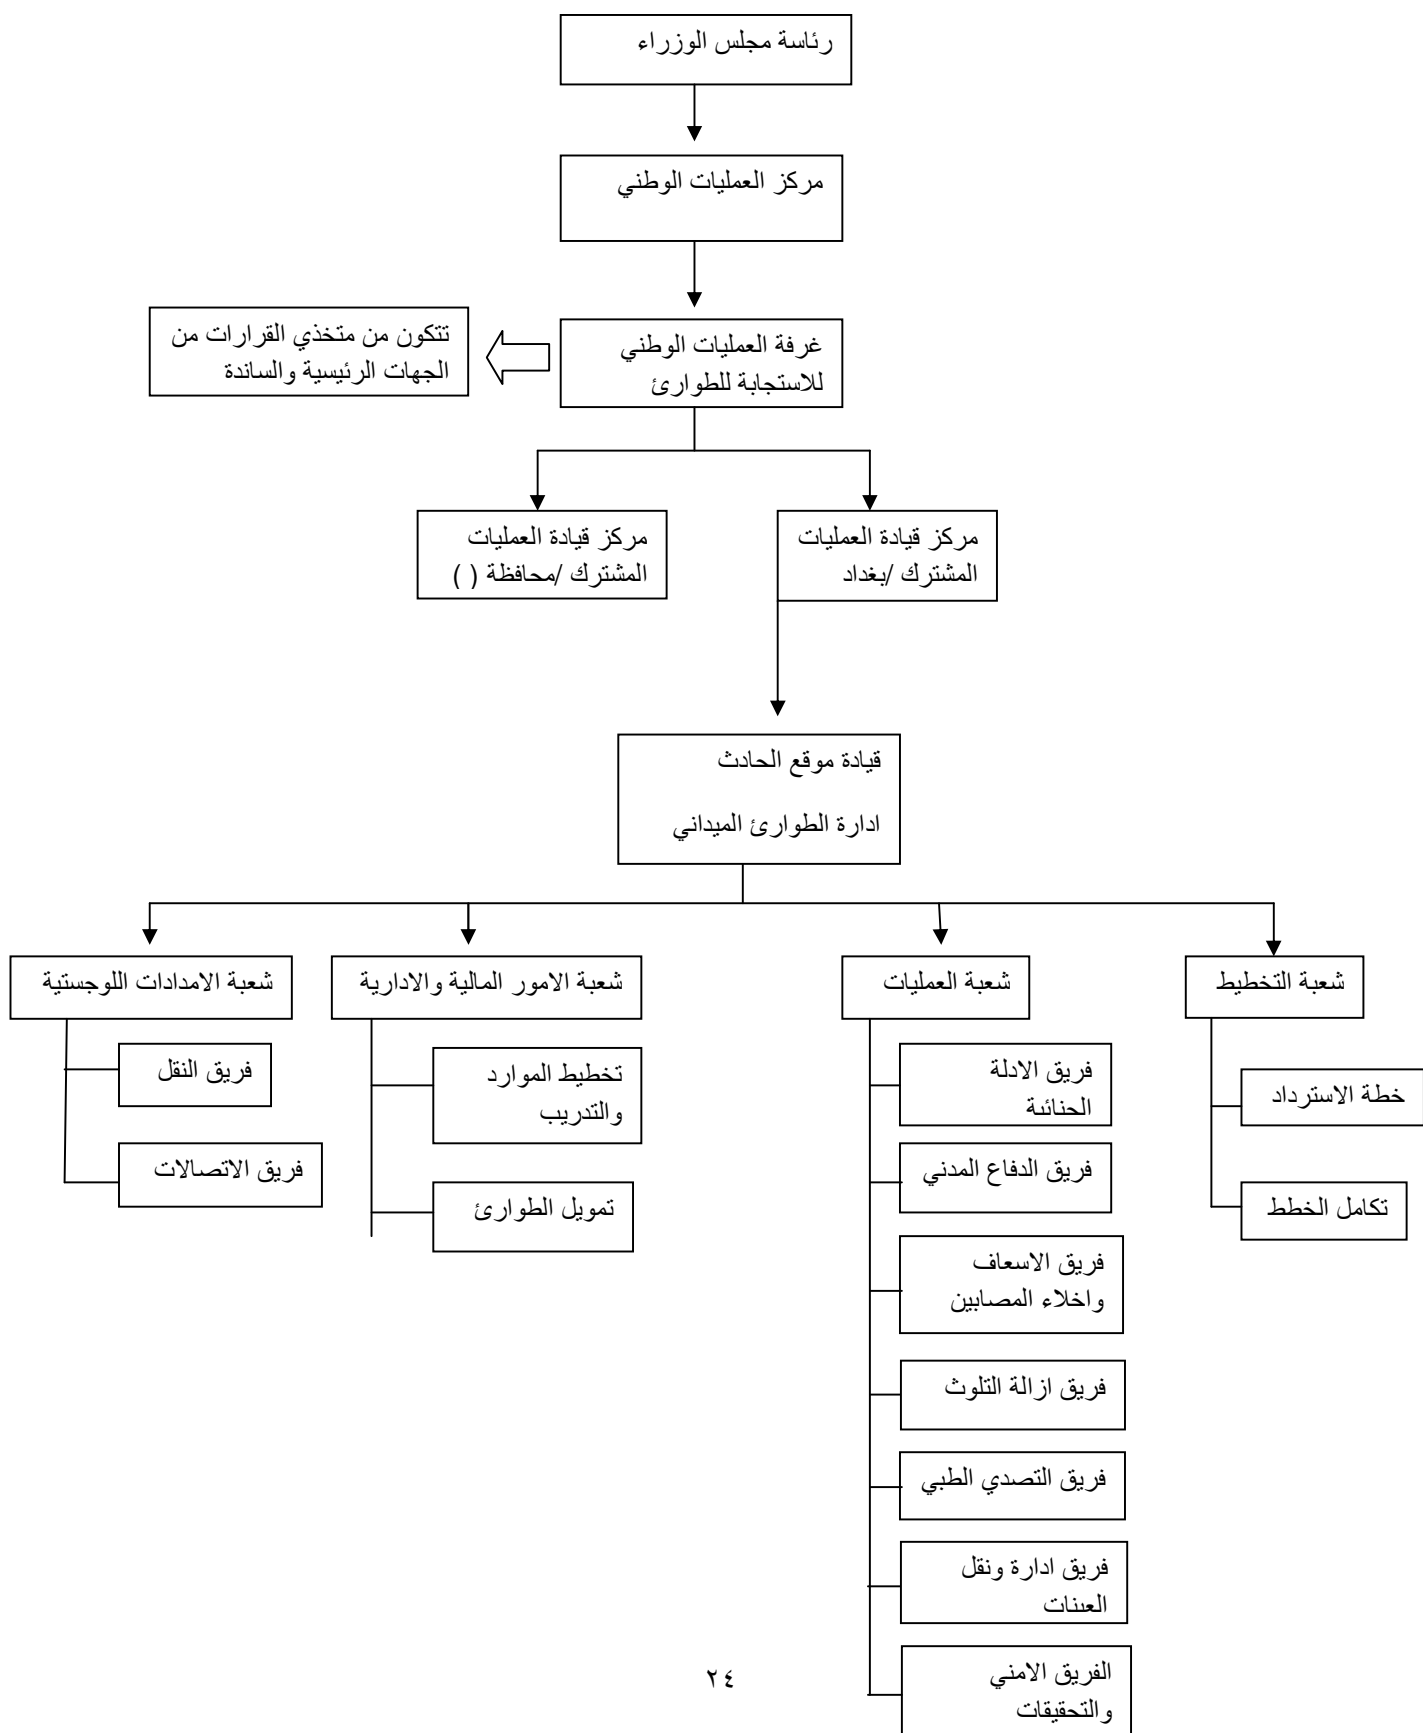 رئاسة مجلس الوزراء
مركز العمليات الوطني
غرفة العمليات الوطني
للاستجابة للطوارئ
تتكون من متخذي القرارات من
الجهات الرئيسية والساندة
مركز قيادة العمليات
المشترك /بغداد
مركز قيادة العمليات
المشترك /محافظة ( )
قيادة موقع الحادث
ادارة الطوارئ الميداني
شعبة التخطيط
خطة الاسترداد
تكامل الخطط
شعبة العمليات
فريق الادلة
الجنائية
فريق الدفاع المدني
فريق الاسعاف
واخلاء المصابين
فريق ازالة التلوث
فريق التصدي الطبي
فريق ادارة ونقل
العينات
الفريق الامني
والتحقيقات
شعبة الامور المالية والادارية
تخطيط الموارد
والتدريب
تمويل الطوارئ
شعبة الامدادات اللوجستية
فريق النقل
فريق الاتصالات
٢٤